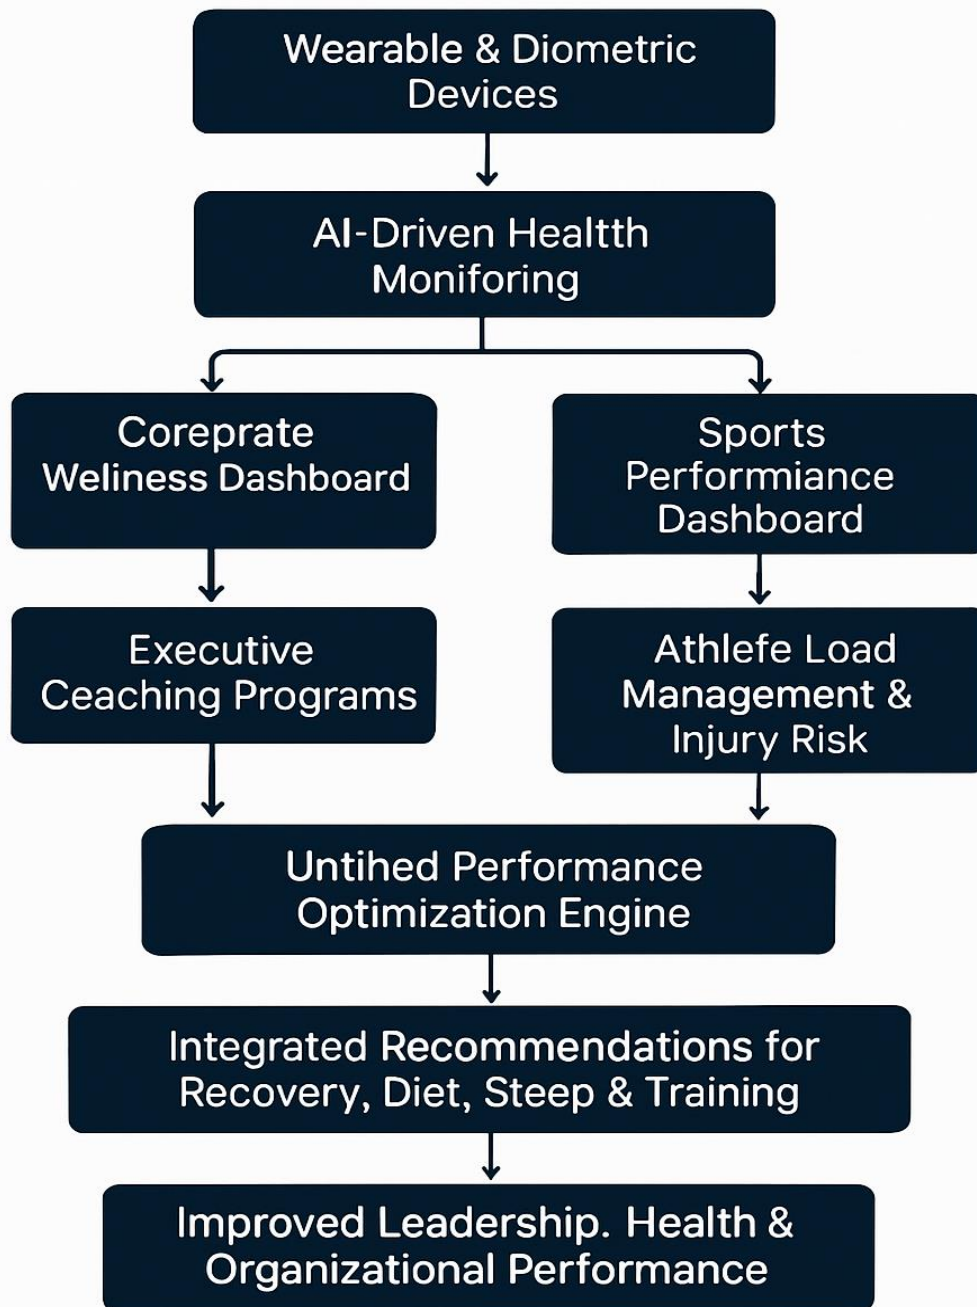 Wearable & Diometric
Devices
AI-Driven Healtth
Moniforing
Coreprate
Weliness Dashboard
Sports
Performiance
Dashboard
Executive
Ceaching Programs
Athlefe Load
Management &
Injury Risk
Untihed Performance
Optimization Engine
Integrated Recommendations for
Recovery, Diet, Steep & Training
Improved Leadership. Health &
Organizational Performance